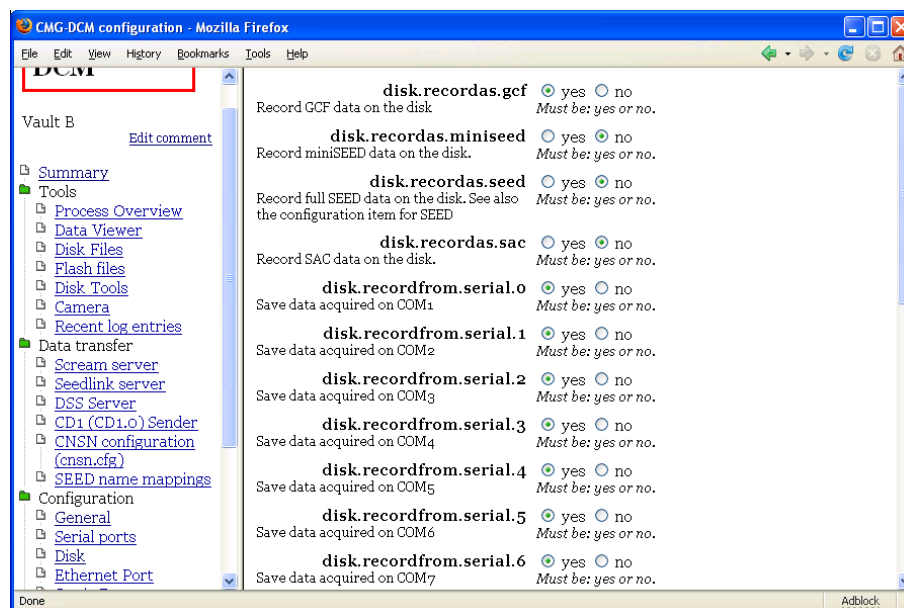 CMG-DCM configuration - Mozilla Firefox
File Edit View History Bookmarks Tools Help
DCM
Vault B
Edit comment
Summary
Tools
Process Overview
Data Viewer
Disk Files
Flash files
Disk Tools
Camera
Recent log entries
Data transfer
Scream server
Seedlink server
DSS Server
CD1 (CD1.0) Sender
CNSN configuration
(cnsn.cfg)
SEED name mappings
Configuration
General
Serial ports
Disk
Ethernet Port
disk.recordas.gcf yes no
Record GCF data on the disk Must be: yes or no.
disk.recordas.miniseed yes no
Record miniSEED data on the disk. Must be: yes or no.
disk.recordas.seed yes no
Record full SEED data on the disk. See also Must be: yes or no.
the configuration item for SEED
disk.recordas.sac yes no
Record SAC data on the disk. Must be: yes or no.
disk.recordfrom.serial.0 yes no
Save data acquired on COM1 Must be: yes or no.
disk.recordfrom.serial.1 yes no
Save data acquired on COM2 Must be: yes or no.
disk.recordfrom.serial.2 yes no
Save data acquired on COM3 Must be: yes or no.
disk.recordfrom.serial.3 yes no
Save data acquired on COM4 Must be: yes or no.
disk.recordfrom.serial.4 yes no
Save data acquired on COM5 Must be: yes or no.
disk.recordfrom.serial.5 yes no
Save data acquired on COM6 Must be: yes or no.
disk.recordfrom.serial.6 yes no
Save data acquired on COM7 Must be: yes or no.
Done Adblock